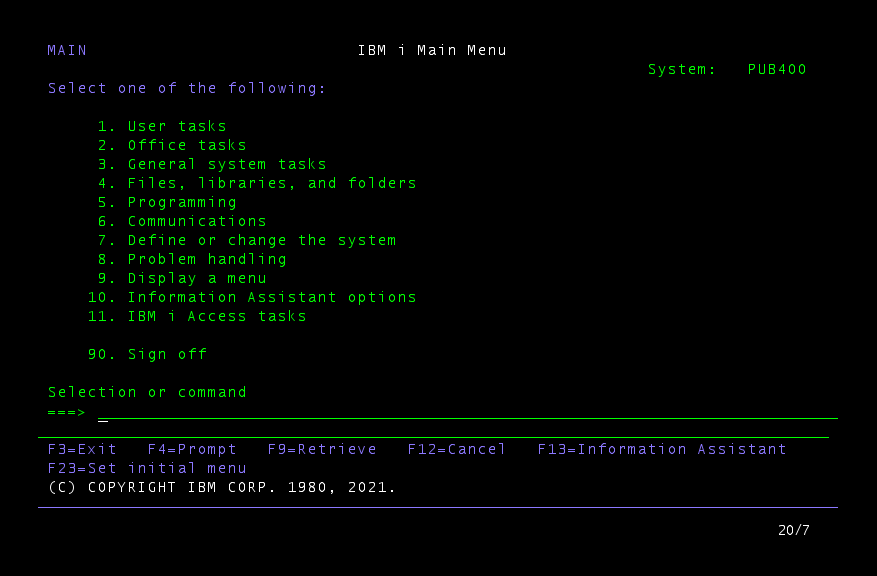 MAIN IBM i Main Menu
System: PUB400
Select one of the following:
1. User tasks
2. Office tasks
3. General system tasks
4. Files, libraries, and folders
5. Programming
6. Communications
7. Define or change the system
8. Problem handling
9. Display a menu
10. Information Assistant options
11. IBM i Access tasks
90. Sign off
Selection or command
===>
F3=Exit F4=Prompt F9=Retrieve F12=Cancel F13=Information Assistant
F23=Set initial menu
(C) COPYRIGHT IBM CORP. 1980, 2021.
20/7